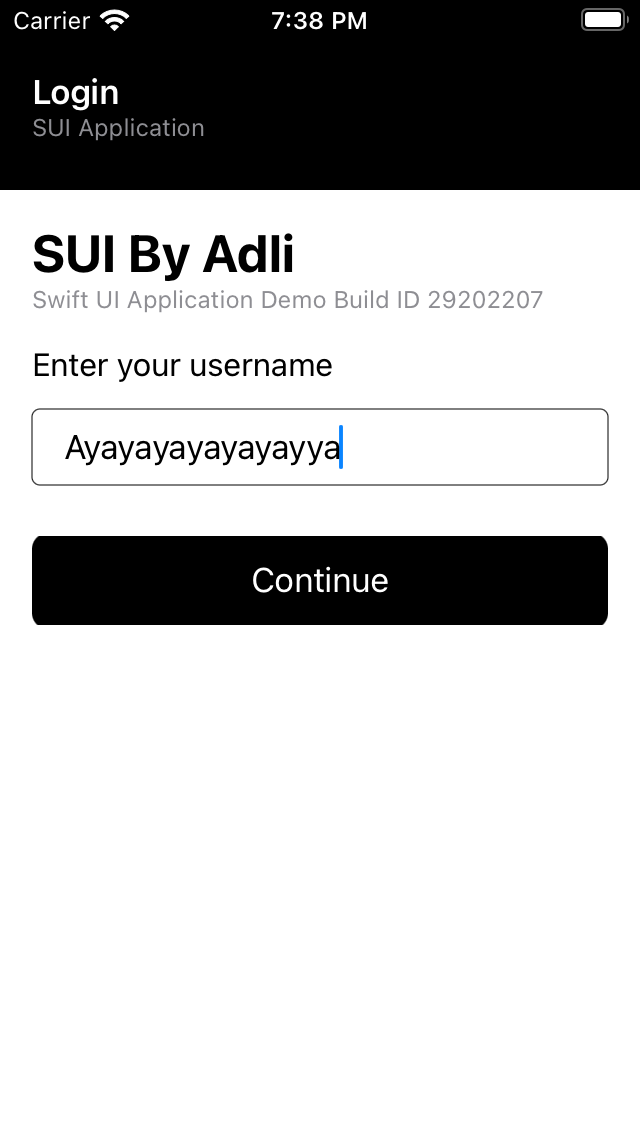 Carrier 7:38 PM
Login
SUI Application
SUI By Adli
Swift UI Application Demo Build ID 29202207
Enter your username
Ayayayayayayayya
Continue